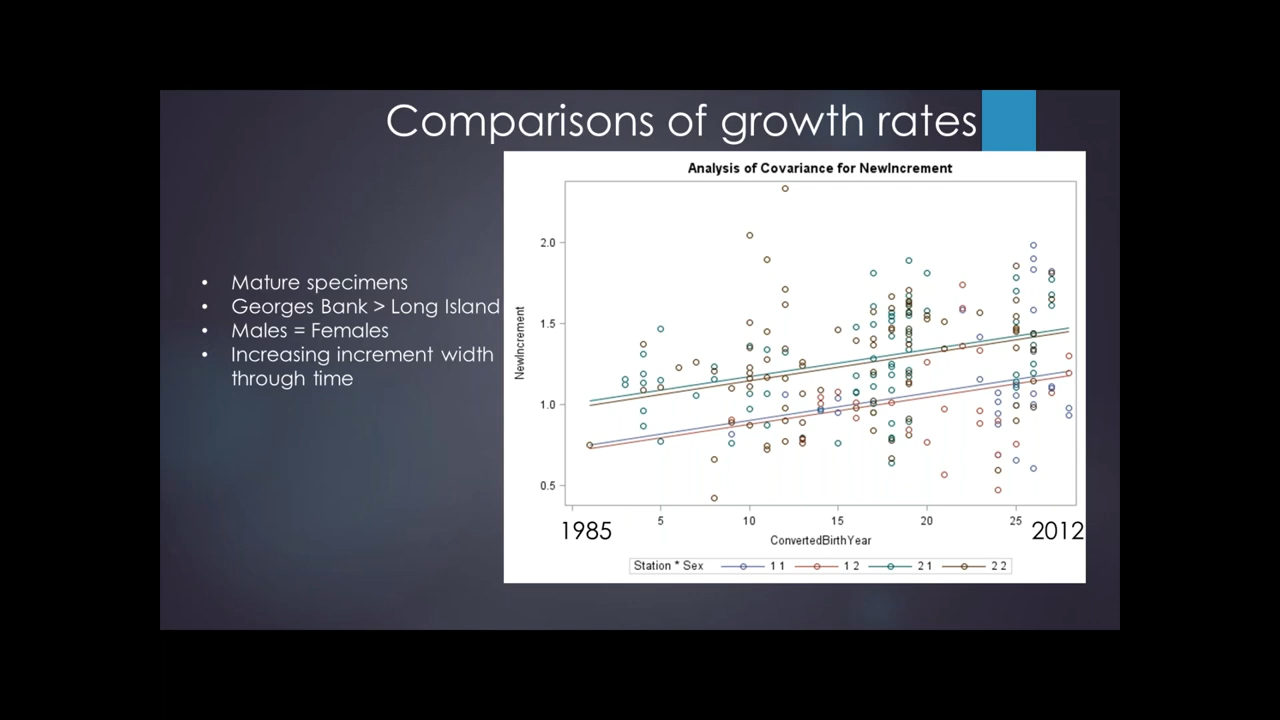 Comparisons of growth rates
• Mature specimens
• Georges Bank > Long Island
• Males = Females
• Increasing increment width
through time
Analysis of Covariance for NewIncrement
NewIncrement
2.0
1.5
1.0
0.5
5 10 15 20 25
1985 2012
ConvertedBirthYear
Station * Sex 1 1 1 2 2 1 2 2